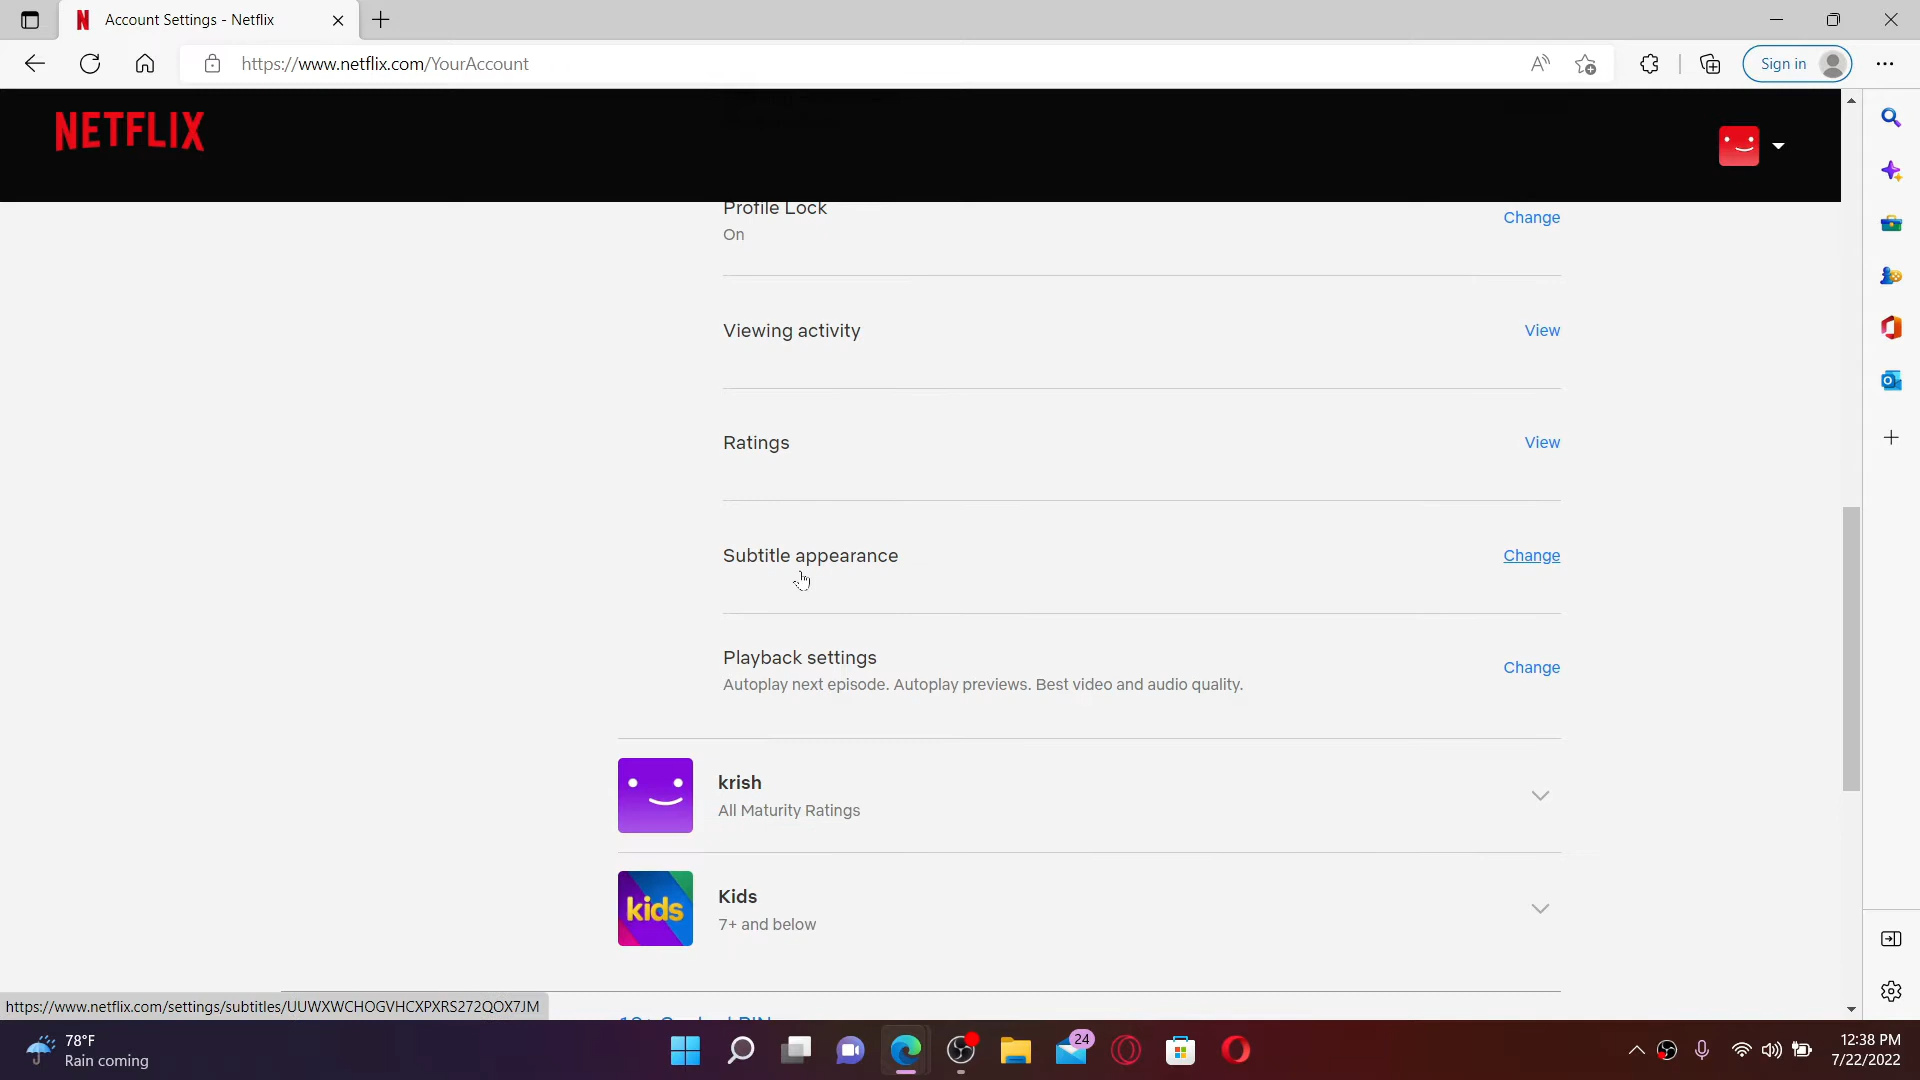 Account Settings - Netflix
https://www.netflix.com/YourAccount
Sign in
NETFLIX
Profile Lock
On
Change
Viewing activity
View
Ratings
View
Subtitle appearance
Change
Playback settings
Autoplay next episode. Autoplay previews. Best video and audio quality.
Change
krish
All Maturity Ratings
kids
Kids
7+ and below
https://www.netflix.com/settings/subtitles/UUWXWCHOGVHCXPXRS272QOX7JM
78°F
Rain coming
24
12:38 PM
7/22/2022